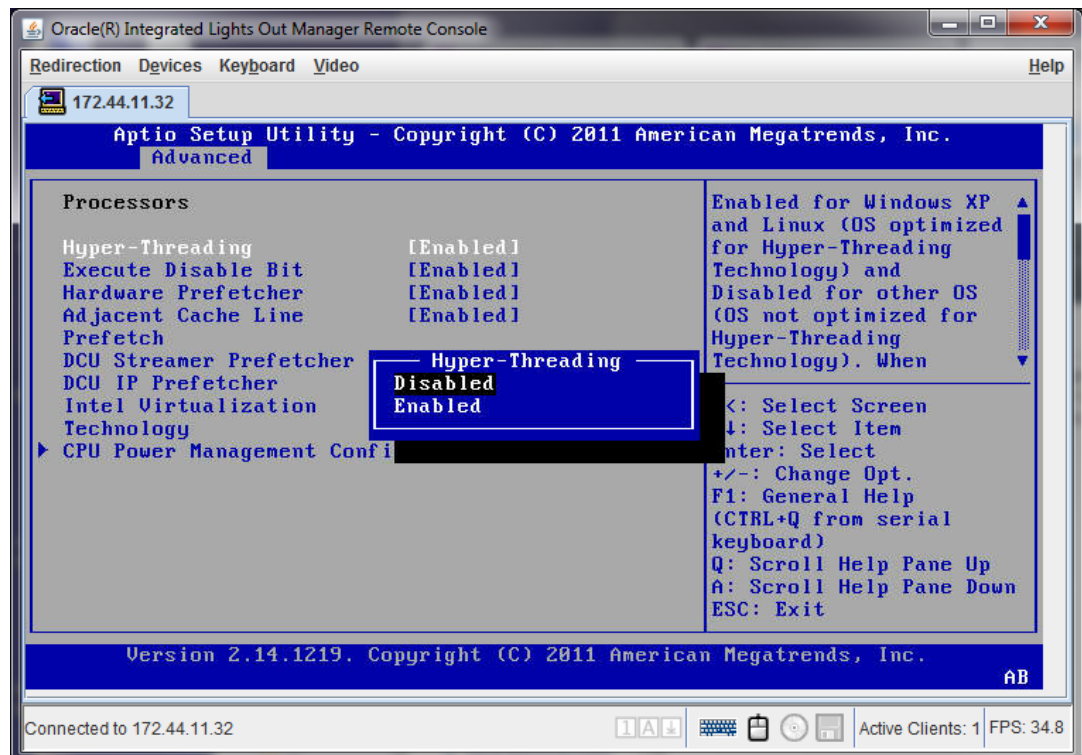 Oracle(R) Integrated Lights Out Manager Remote Console
Redirection Devices Keyboard Video Help
172.44.11.32
Aptio Setup Utility - Copyright (C) 2011 American Megatrends, Inc.
Advanced
Processors
Hyper-Threading [Enabled]
Execute Disable Bit [Enabled]
Hardware Prefetcher [Enabled]
Adjacent Cache Line [Enabled]
Prefetch
DCU Streamer Prefetcher
DCU IP Prefetcher
Intel Virtualization
Technology
CPU Power Management Confi
Hyper-Threading
Disabled
Enabled
Enabled for Windows XP
and Linux (OS optimized
for Hyper-Threading
Technology) and
Disabled for other OS
(OS not optimized for
Hyper-Threading
Technology). When
<: Select Screen
↓: Select Item
nter: Select
+/-: Change Opt.
F1: General Help
(CTRL+Q from serial
keyboard)
Q: Scroll Help Pane Up
A: Scroll Help Pane Down
ESC: Exit
Version 2.14.1219. Copyright (C) 2011 American Megatrends, Inc.
AB
Connected to 172.44.11.32 1 A Active Clients: 1 FPS: 34.8